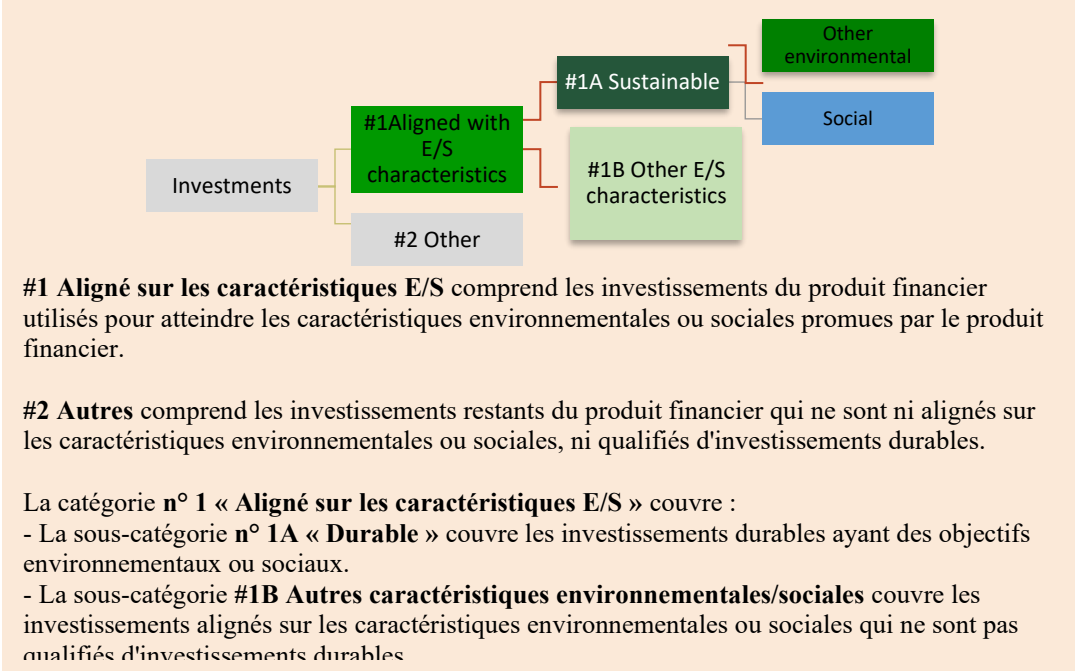 Other
environmental
#1A Sustainable
Social
#1Aligned with
E/S
characteristics
#1B Other E/S
characteristics
Investments
#2 Other
#1 Aligné sur les caractéristiques E/S comprend les investissements du produit financier
utilisés pour atteindre les caractéristiques environnementales ou sociales promues par le produit
financier.
#2 Autres comprend les investissements restants du produit financier qui ne sont ni alignés sur
les caractéristiques environnementales ou sociales, ni qualifiés d'investissements durables.
La catégorie n° 1 « Aligné sur les caractéristiques E/S » couvre :
- La sous-catégorie n° 1A « Durable » couvre les investissements durables ayant des objectifs
environnementaux ou sociaux.
- La sous-catégorie #1B Autres caractéristiques environnementales/sociales couvre les
investissements alignés sur les caractéristiques environnementales ou sociales qui ne sont pas
qualifiés d'investissements durables